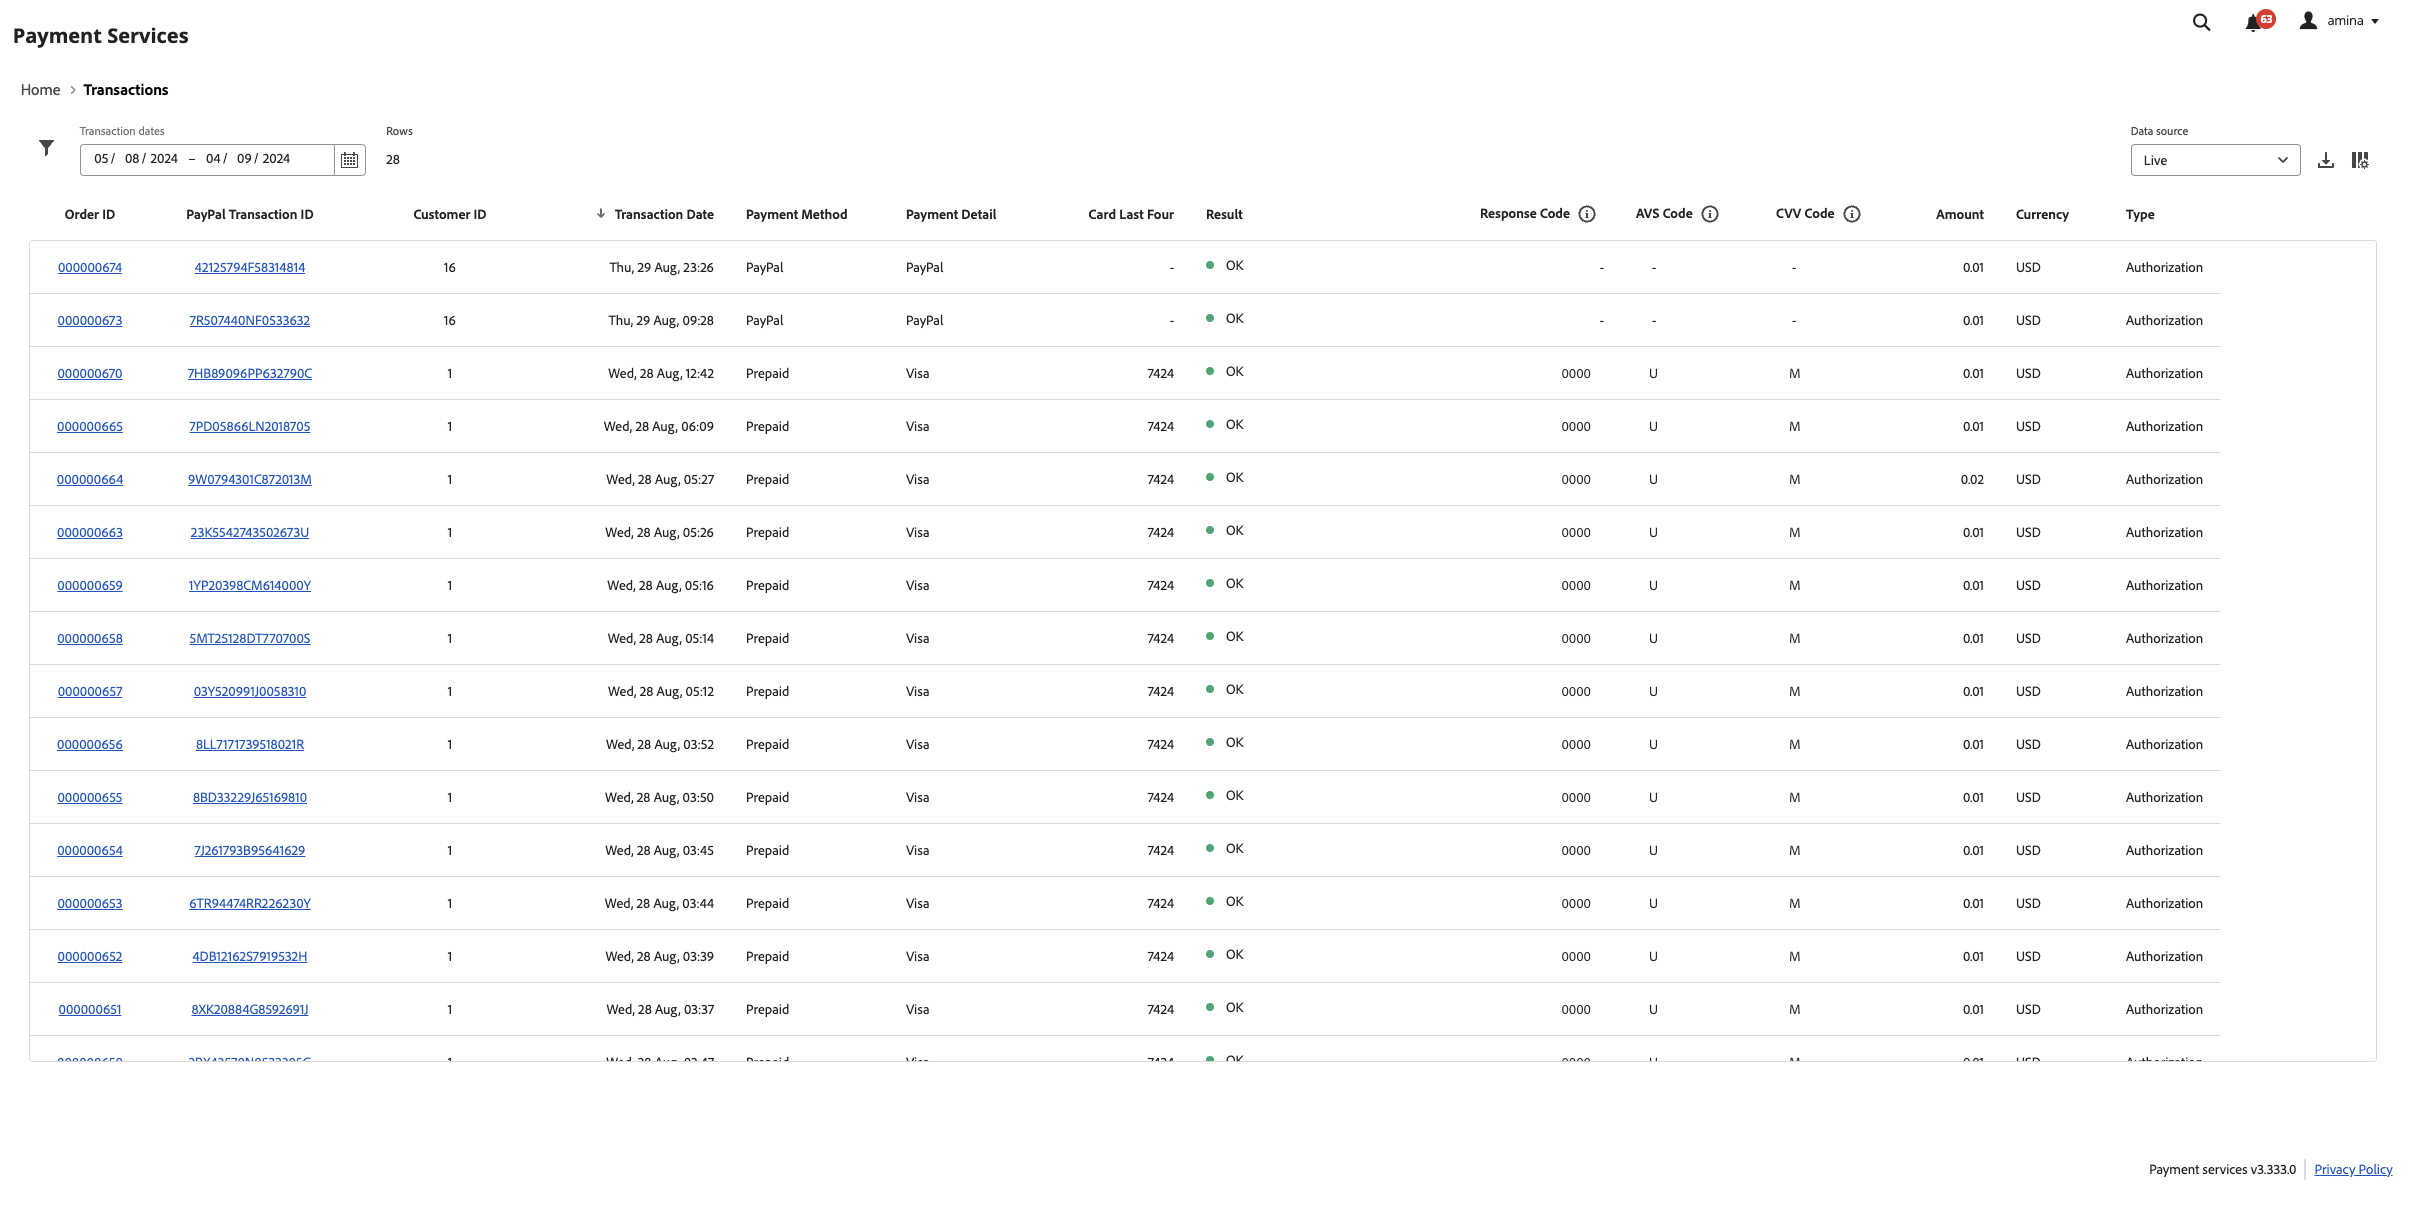 Payment Services
63
amina
Home > Transactions
Transaction dates
Rows
Data source
05 / 08 / 2024 – 04 / 09 / 2024
28
Live
Order ID PayPal Transaction ID Customer ID ↓ Transaction Date Payment Method Payment Detail Card Last Four Result Response Code AVS Code CVV Code Amount Currency Type
000000674 42125794F58314814 16 Thu, 29 Aug, 23:26 PayPal PayPal - OK - - - 0.01 USD Authorization
000000673 7R507440NF0533632 16 Thu, 29 Aug, 09:28 PayPal PayPal - OK - - - 0.01 USD Authorization
000000670 7HB89096PP632790C 1 Wed, 28 Aug, 12:42 Prepaid Visa 7424 OK 0000 U M 0.01 USD Authorization
000000665 7PD05866LN2018705 1 Wed, 28 Aug, 06:09 Prepaid Visa 7424 OK 0000 U M 0.01 USD Authorization
000000664 9W0794301C872013M 1 Wed, 28 Aug, 05:27 Prepaid Visa 7424 OK 0000 U M 0.02 USD Authorization
000000663 23K5542743502673U 1 Wed, 28 Aug, 05:26 Prepaid Visa 7424 OK 0000 U M 0.01 USD Authorization
000000659 1YP20398CM614000Y 1 Wed, 28 Aug, 05:16 Prepaid Visa 7424 OK 0000 U M 0.01 USD Authorization
000000658 5MT25128DT770700S 1 Wed, 28 Aug, 05:14 Prepaid Visa 7424 OK 0000 U M 0.01 USD Authorization
000000657 03Y520991J0058310 1 Wed, 28 Aug, 05:12 Prepaid Visa 7424 OK 0000 U M 0.01 USD Authorization
000000656 8LL7171739518021R 1 Wed, 28 Aug, 03:52 Prepaid Visa 7424 OK 0000 U M 0.01 USD Authorization
000000655 8BD33229J65169810 1 Wed, 28 Aug, 03:50 Prepaid Visa 7424 OK 0000 U M 0.01 USD Authorization
000000654 7J261793B95641629 1 Wed, 28 Aug, 03:45 Prepaid Visa 7424 OK 0000 U M 0.01 USD Authorization
000000653 6TR94474RR226230Y 1 Wed, 28 Aug, 03:44 Prepaid Visa 7424 OK 0000 U M 0.01 USD Authorization
000000652 4DB12162S7919532H 1 Wed, 28 Aug, 03:39 Prepaid Visa 7424 OK 0000 U M 0.01 USD Authorization
000000651 8XK20884G8592691J 1 Wed, 28 Aug, 03:37 Prepaid Visa 7424 OK 0000 U M 0.01 USD Authorization
1 Wed, 28 Aug, Prepaid Visa 7424 OK 0000 U M 0.01 USD Authorization
Payment services v3.333.0
Privacy Policy